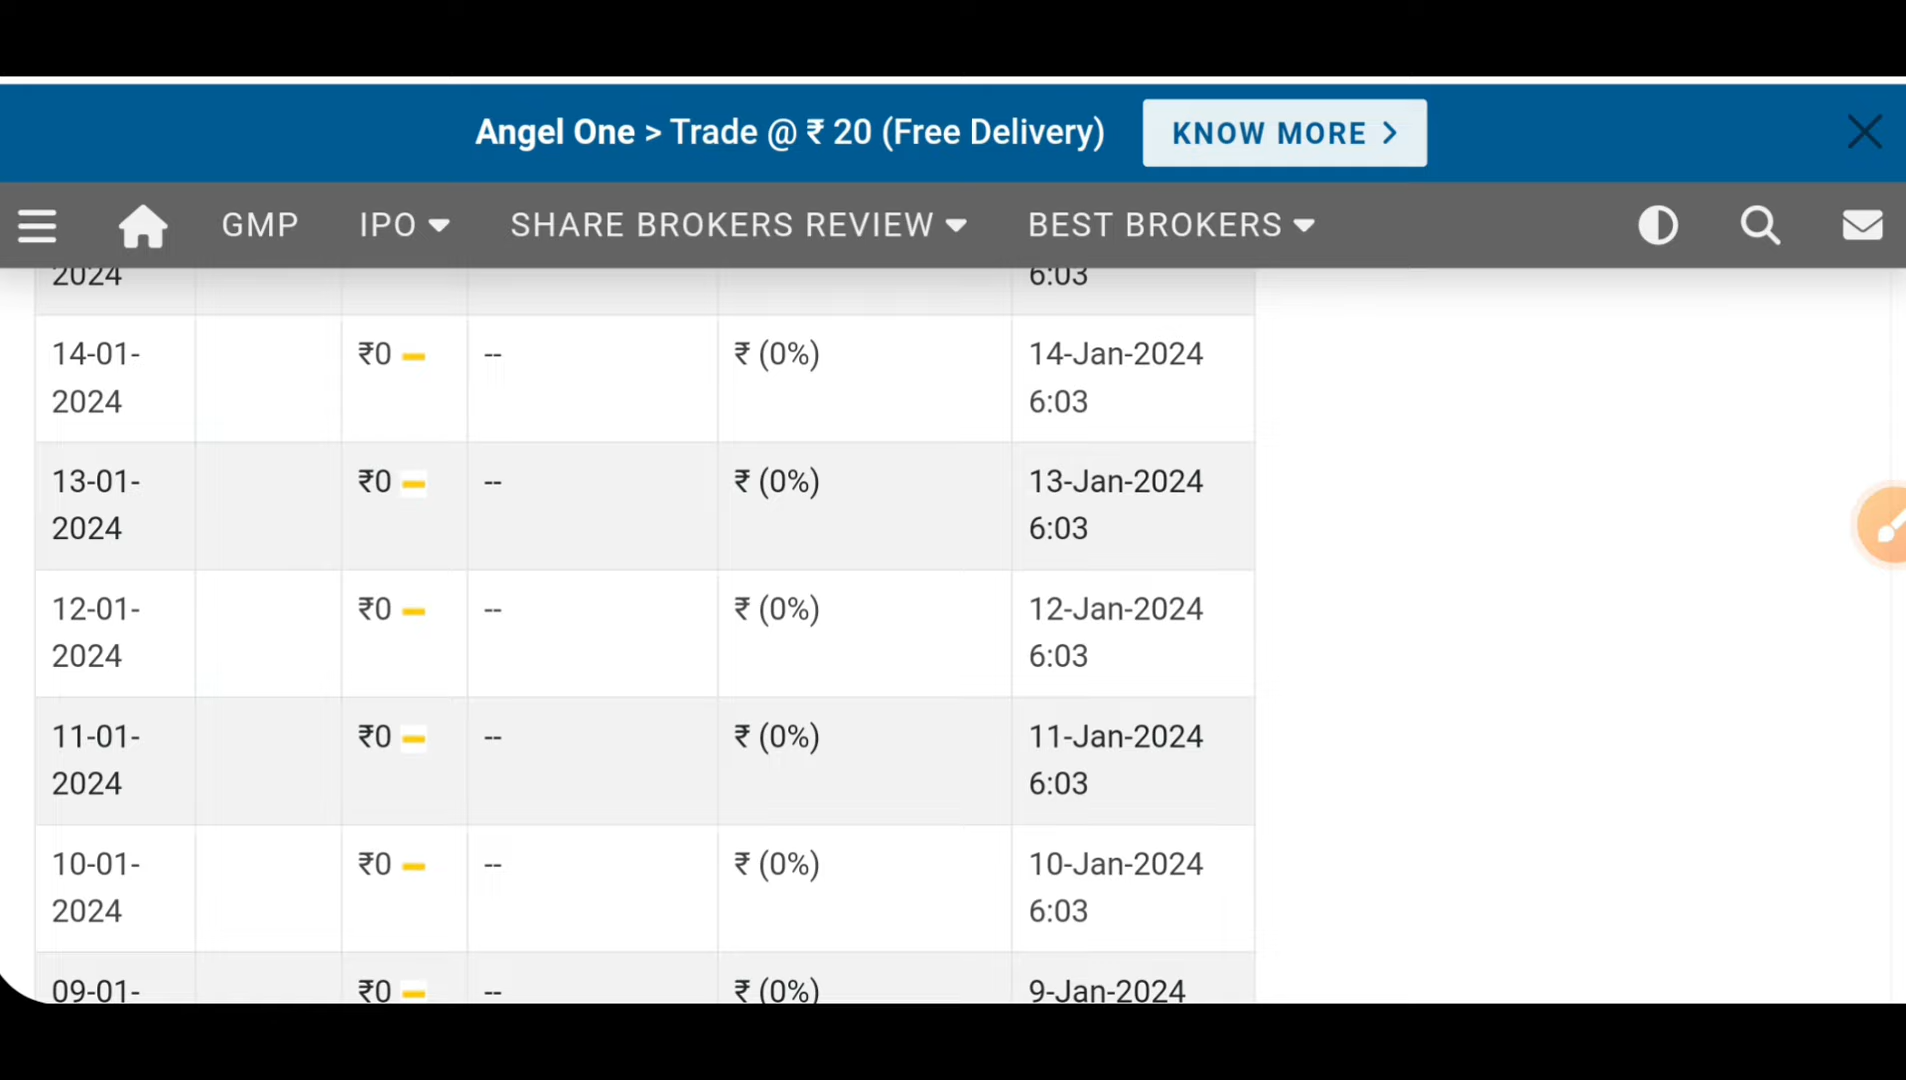 Angel One > Trade @ ₹ 20 (Free Delivery) KNOW MORE
GMP IPO SHARE BROKERS REVIEW BEST BROKERS
2024 6:03
14-01- ₹0 -- ₹ (0%) 14-Jan-2024
2024 6:03
13-01- ₹0 -- ₹ (0%) 13-Jan-2024
2024 6:03
12-01- ₹0 -- ₹ (0%) 12-Jan-2024
2024 6:03
11-01- ₹0 -- ₹ (0%) 11-Jan-2024
2024 6:03
10-01- ₹0 -- ₹ (0%) 10-Jan-2024
2024 6:03
09-01- ₹0 -- ₹ (0%) 9-Jan-2024